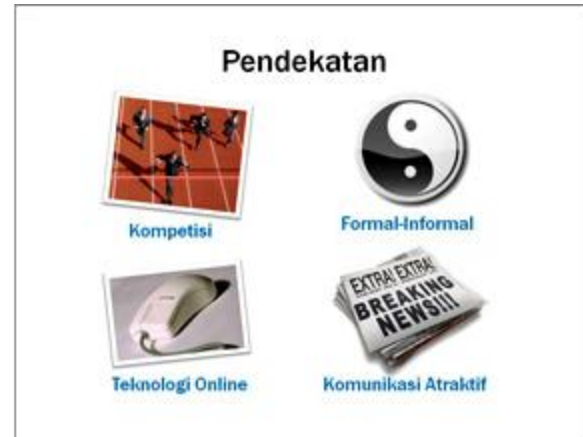 Pendekatan
Kompetisi
Formal-Informal
EXTRA! EXTRA!
BREAKING
NEWS!!!
Teknologi Online
Komunikasi Atraktif